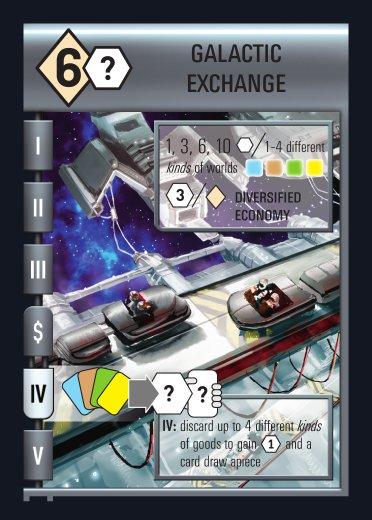 6 ?
GALACTIC
EXCHANGE
I
1, 3, 6, 10 / 1-4 different
kinds of worlds
3 // DIVERSIFIED
ECONOMY
II
III
$
IV
? ?
IV: discard up to 4 different kinds
of goods to gain 1 and a
card draw apiece
V